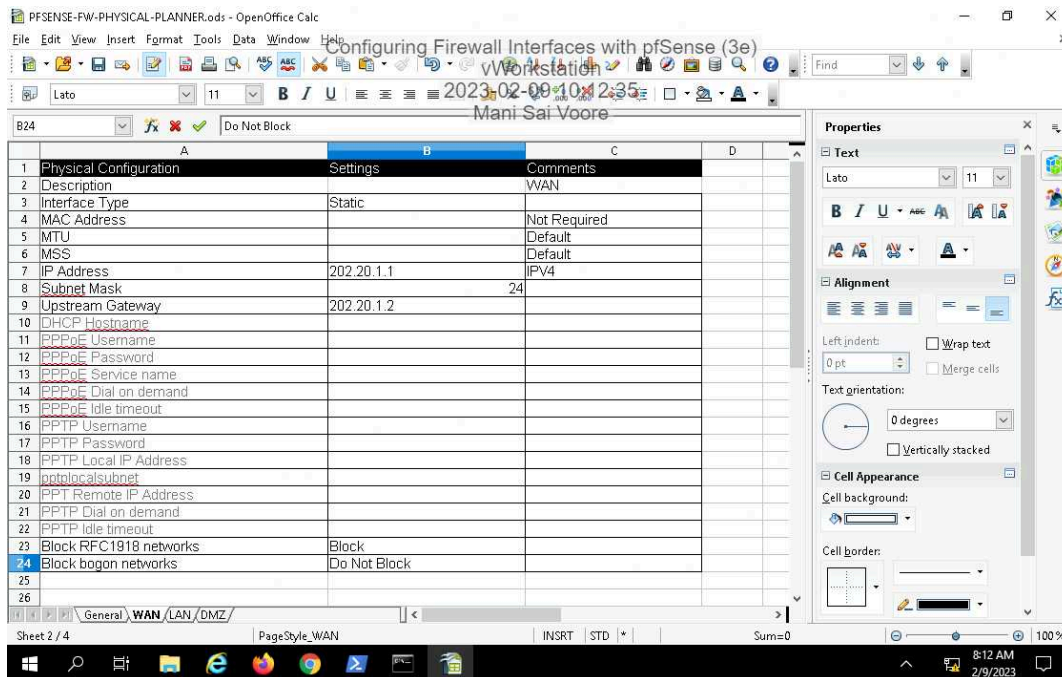 PFSENSE-FW-PHYSICAL-PLANNER.ods - OpenOffice Calc
File Edit View Insert Format Tools Data Window Help
Configuring Firewall Interfaces with pfSense (3e)
vWorkstation
2023-02-09 10:12:35
Mani Sai Voore
Find
Lato 11
B24 Do Not Block
A B C D
1 Physical Configuration Settings Comments
2 Description WAN
3 Interface Type Static
4 MAC Address Not Required
5 MTU Default
6 MSS Default
7 IP Address 202.20.1.1 IPV4
8 Subnet Mask 24
9 Upstream Gateway 202.20.1.2
10 DHCP Hostname
11 PPPoE Username
12 PPPoE Password
13 PPPoE Service name
14 PPPoE Dial on demand
15 PPPoE Idle timeout
16 PPTP Username
17 PPTP Password
18 PPTP Local IP Address
19 pptplocalsubnet
20 PPT Remote IP Address
21 PPTP Dial on demand
22 PPTP Idle timeout
23 Block RFC1918 networks Block
24 Block bogon networks Do Not Block
25
26
General WAN LAN DMZ
Properties
Text
Lato 11
Alignment
Left indent:
Wrap text
0 pt
Merge cells
Text orientation:
0 degrees
Vertically stacked
Cell Appearance
Cell background:
Cell border:
Sheet 2 / 4 PageStyle_WAN INSRT STD * Sum=0 100%
8:12 AM
2/9/2023